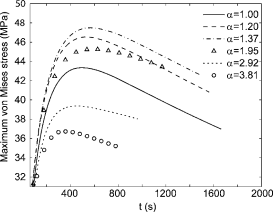 Maximum von Mises stress (MPa)
50
48
46
44
42
40
38
36
34
32
0 400 800 1200 1600 2000
t (s)
α=1.00
α=1.20
α=1.37
α=1.95
α=2.92
α=3.81